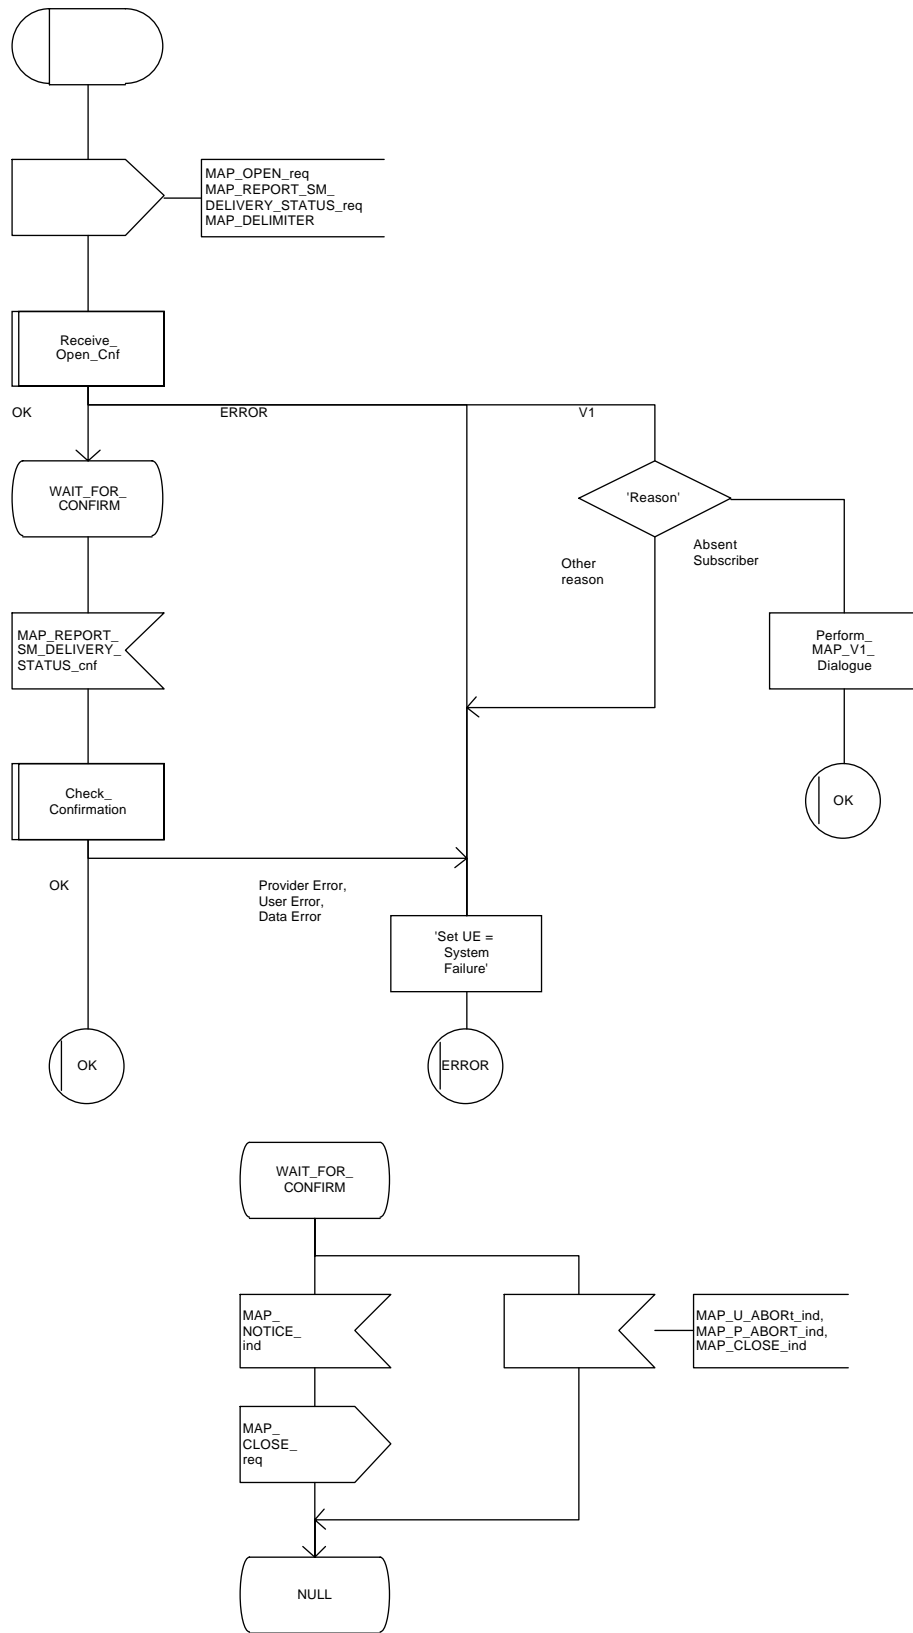 MAP_OPEN_req
MAP_REPORT_SM_
DELIVERY_STATUS_req
MAP_DELIMITER
Receive_
Open_Cnf
OK
ERROR
V1
WAIT_FOR_
CONFIRM
'Reason'
Other
reason
Absent
Subscriber
MAP_REPORT_
SM_DELIVERY_
STATUS_cnf
Perform_
MAP_V1_
Dialogue
Check_
Confirmation
OK
OK
Provider Error,
User Error,
Data Error
'Set UE =
System
Failure'
OK
ERROR
WAIT_FOR_
CONFIRM
MAP_
NOTICE_
ind
MAP_U_ABORt_ind,
MAP_P_ABORT_ind,
MAP_CLOSE_ind
MAP_
CLOSE_
req
NULL